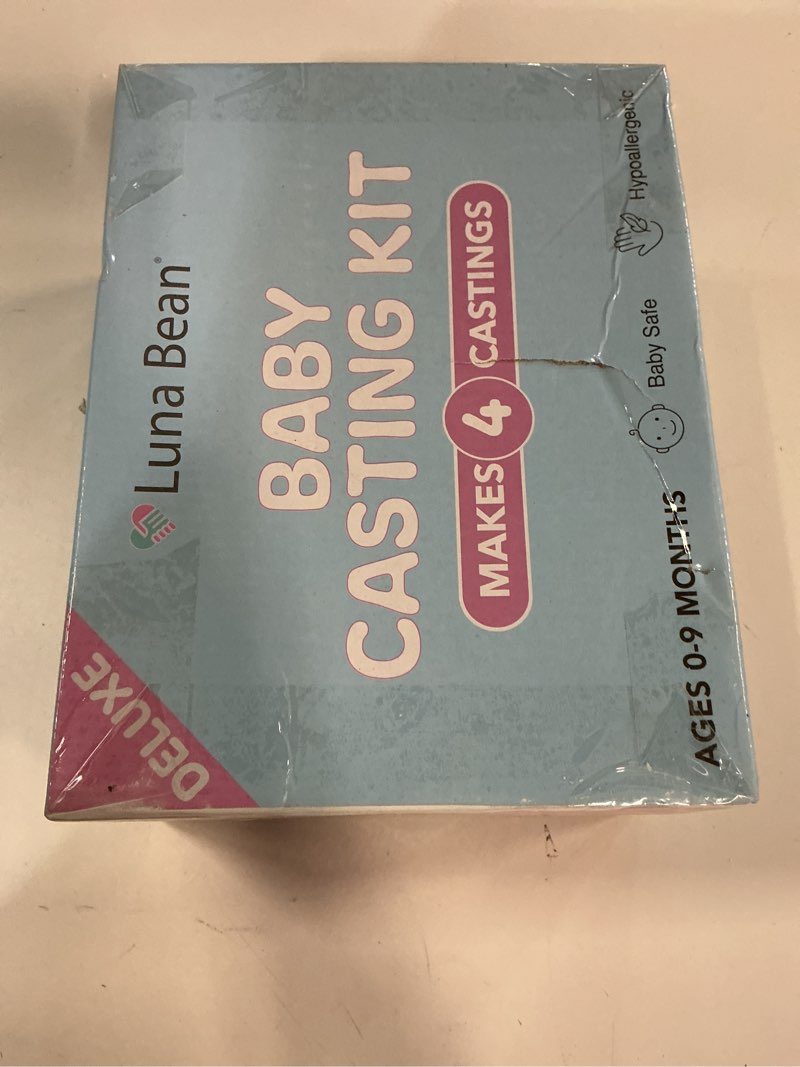 DELUXE
Luna Bean®
BABY
CASTING KIT
MAKES 4 CASTINGS
AGES 0-9 MONTHS
Baby Safe
Hypoallergenic